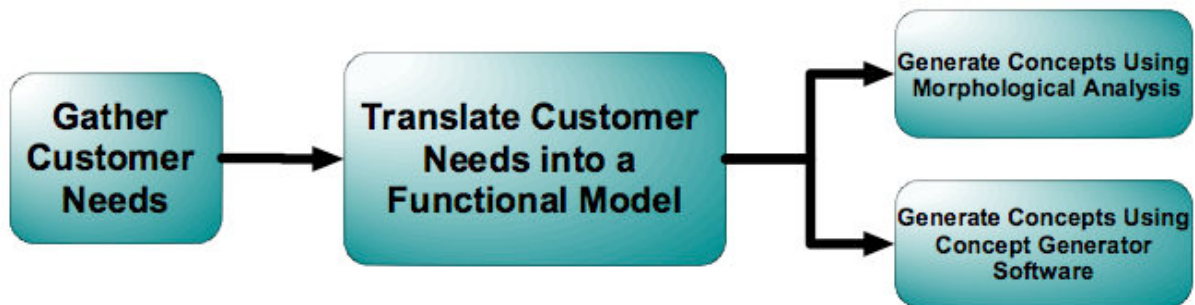 Gather
Customer
Needs
Translate Customer
Needs into a
Functional Model
Generate Concepts Using
Morphological Analysis
Generate Concepts Using
Concept Generator
Software